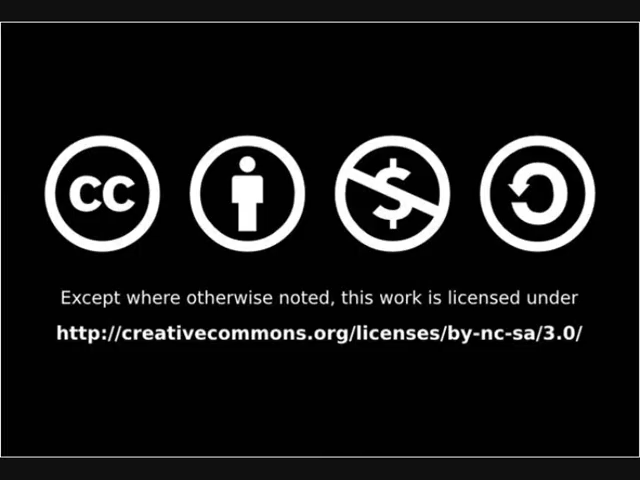 cc
$
Except where otherwise noted, this work is licensed under
http://creativecommons.org/licenses/by-nc-sa/3.0/